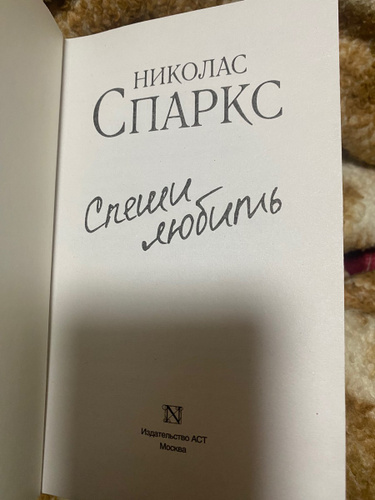 НИКОЛАС
СПАРКС
Спеши
любить
N
Издательство АСТ
Москва